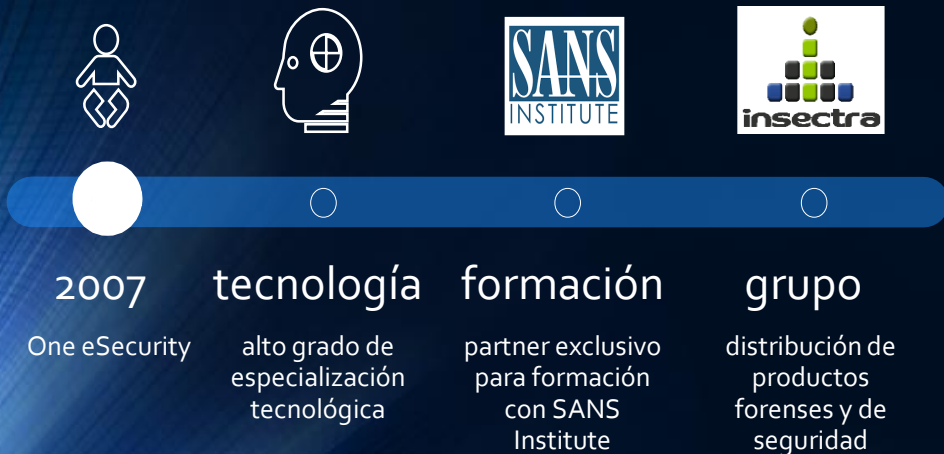 SANS
INSTITUTE
insectra
2007
One eSecurity
tecnología
alto grado de
especialización
tecnológica
formación
partner exclusivo
para formación
con SANS
Institute
grupo
distribución de
productos
forenses y de
seguridad